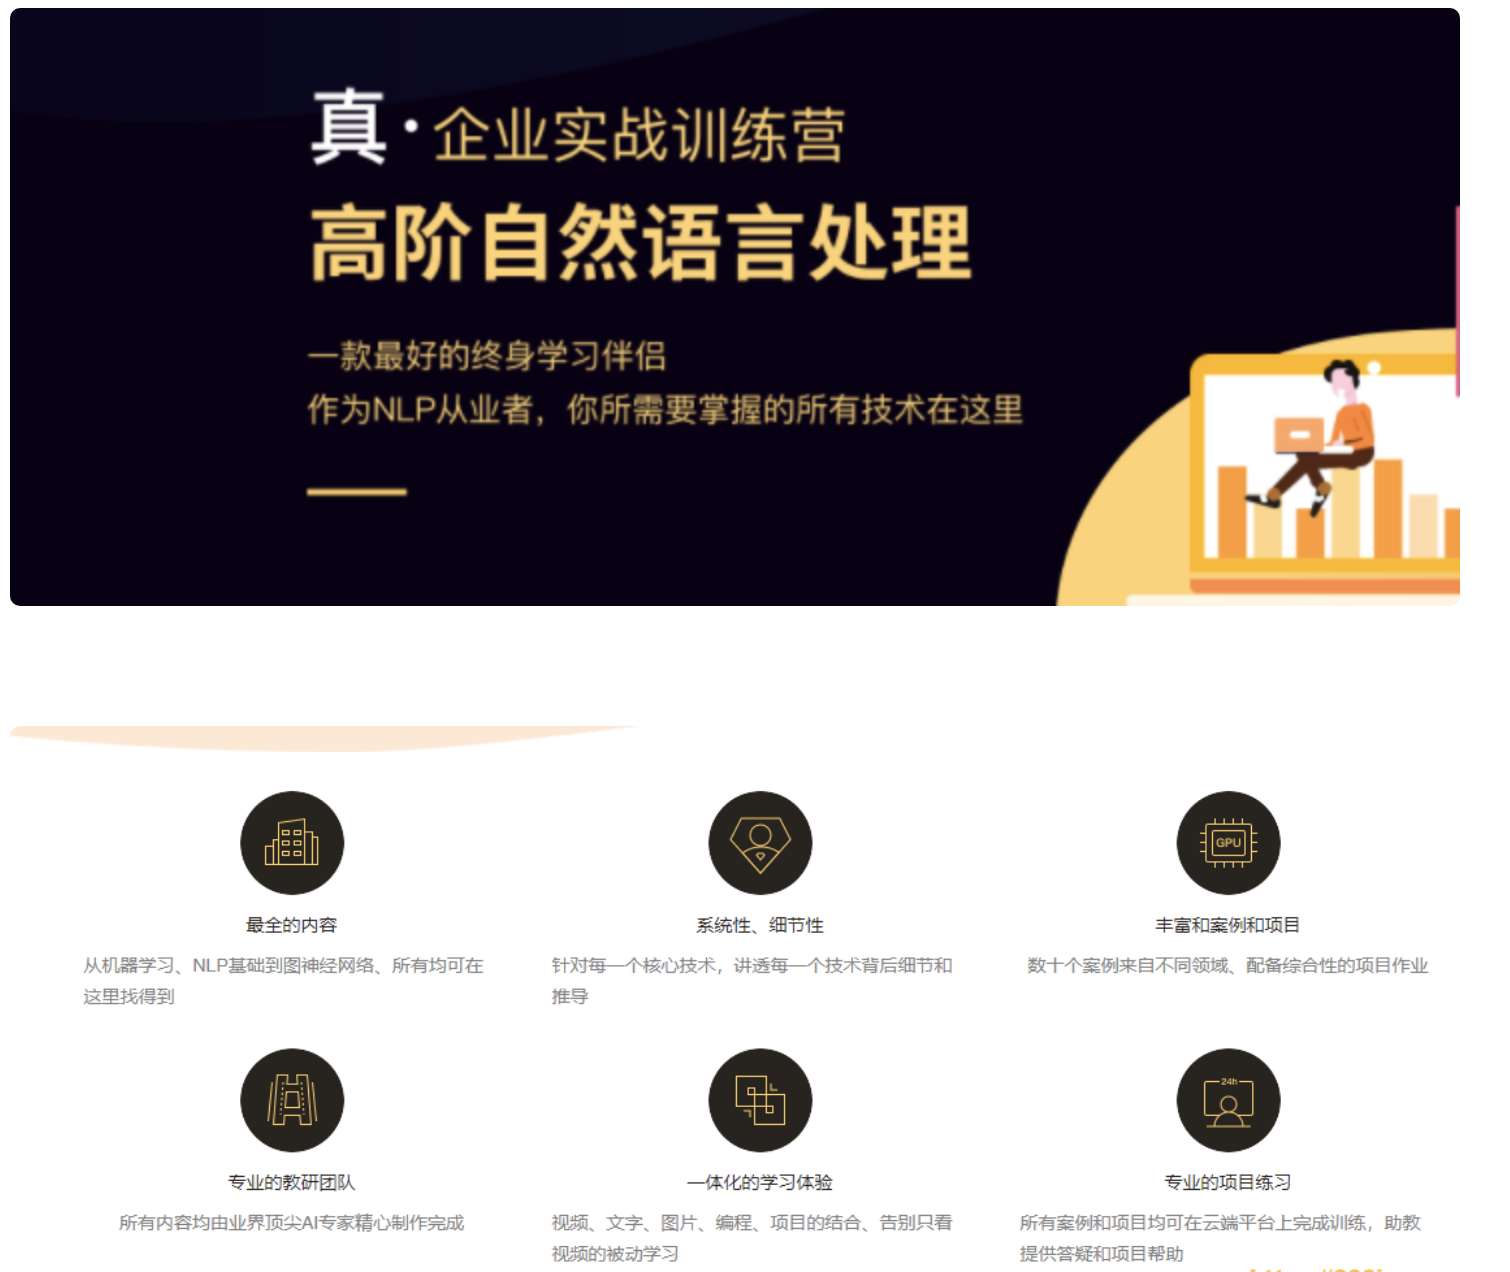 真·企业实战训练营
高阶自然语言处理
一款最好的终身学习伴侣
作为NLP从业者，你所需要掌握的所有技术在这里
GPU
最全的内容
系统性、细节性
丰富和案例和项目
从机器学习、NLP基础到图神经网络、所有均可在
这里找得到
针对每一个核心技术，讲透每一个技术背后细节和
推导
数十个案例来自不同领域、配备综合性的项目作业
24h
专业的教研团队
一体化的学习体验
专业的项目练习
所有内容均由业界顶尖AI专家精心制作完成
视频、文字、图片、编程、项目的结合、告别只看
视频的被动学习
所有案例和项目均可在云端平台上完成训练，助教
提供答疑和项目帮助